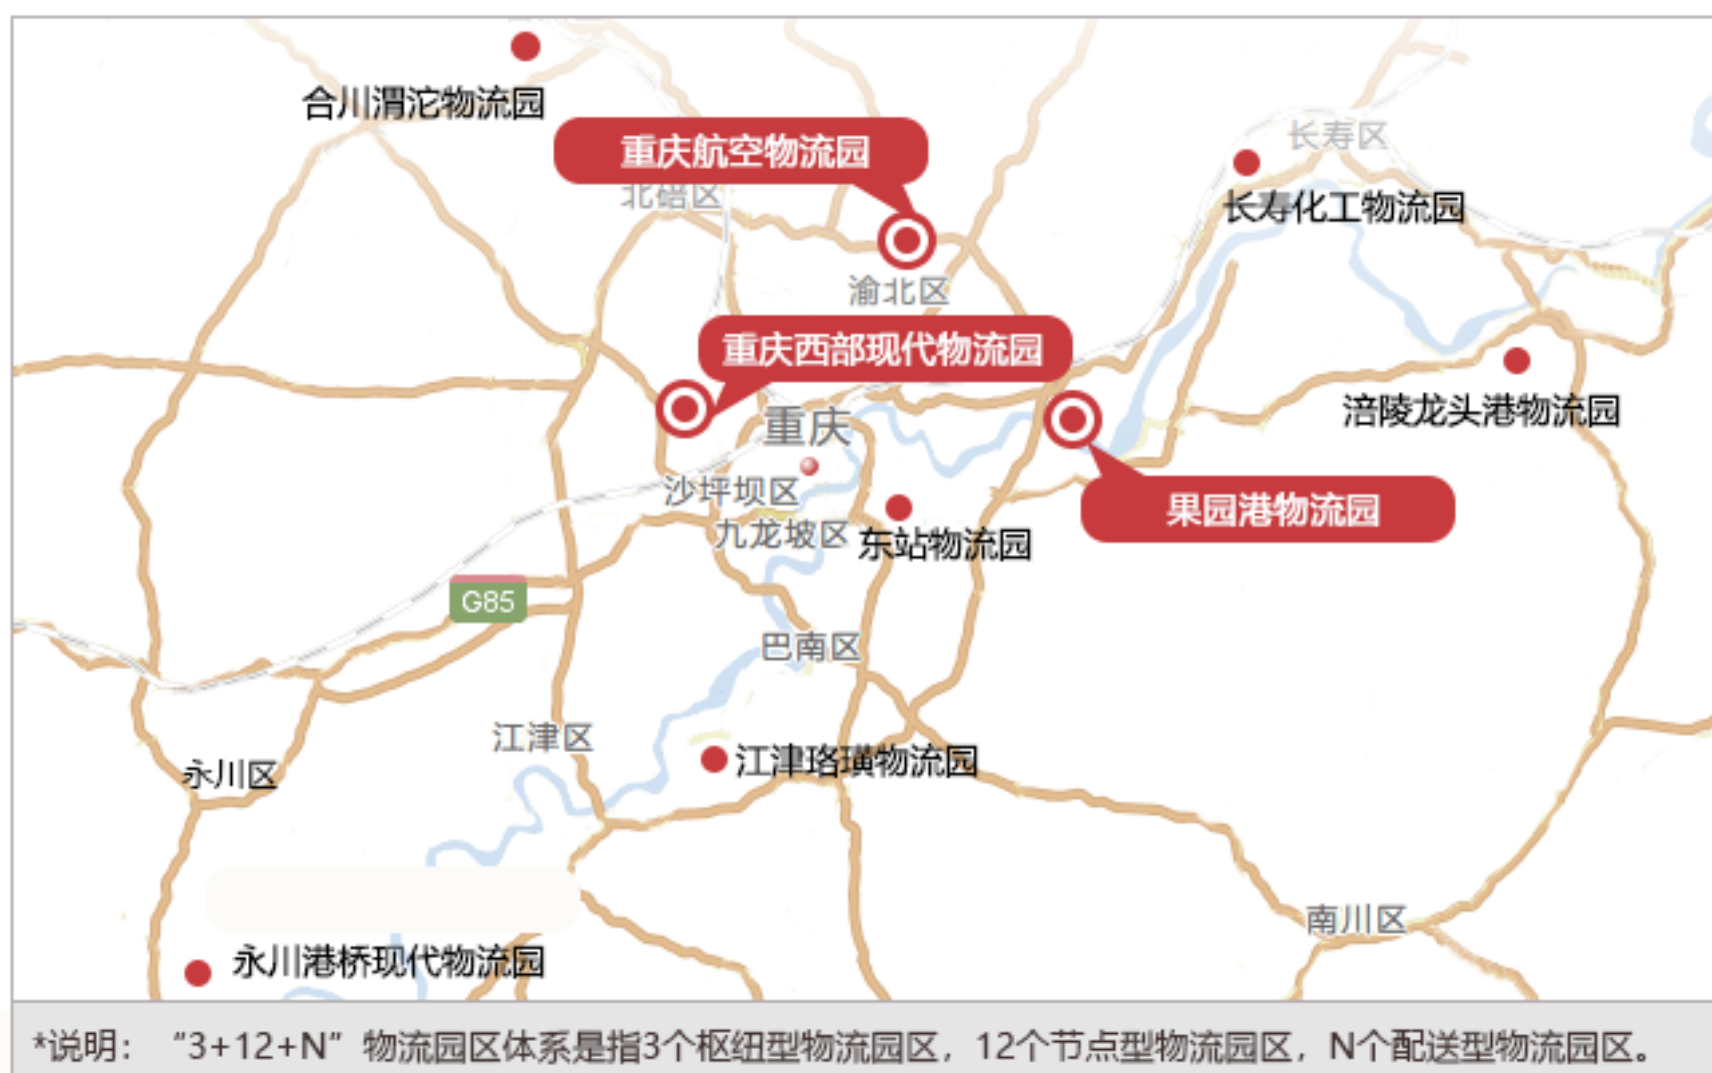 合川渭沱物流园
重庆航空物流园
长寿区
北碚区
长寿化工物流园
渝北区
重庆西部现代物流园
涪陵龙头港物流园
重庆
沙坪坝区
果园港物流园
九龙坡区
东站物流园
G85
巴南区
江津区
江津珞璜物流园
永川区
南川区
永川港桥现代物流园
*说明：“3+12+N”物流园区体系是指3个枢纽型物流园区，12个节点型物流园区，N个配送型物流园区。